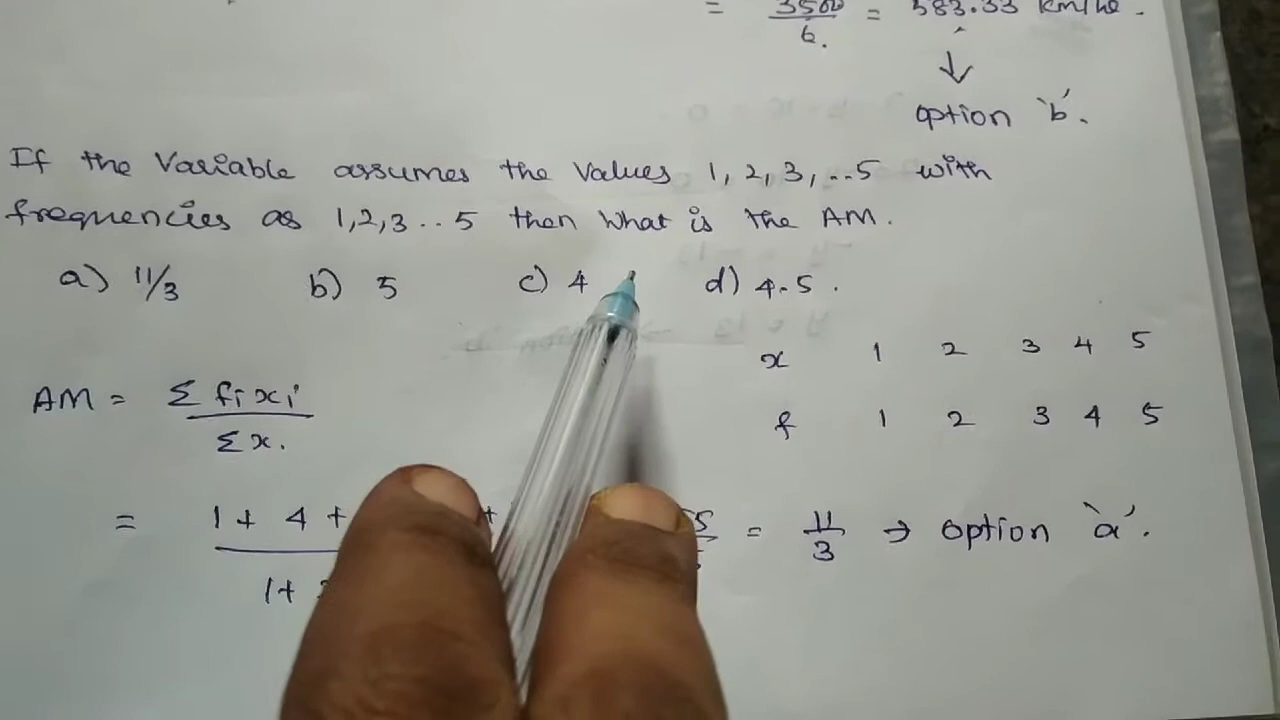 = 3500/6. = 583.33 km/hr.
↓
option 'b'.
If the Variable assumes the Values 1, 2, 3, ..5 with
frequencies as 1,2,3 .. 5 then What is the AM.
a) 11/3 b) 5 c) 4 d) 4.5 .
x 1 2 3 4 5
AM = Σ fi xi / Σ x.
f 1 2 3 4 5
= 1 + 4 + + = 11/3 → option 'a'.
1 +